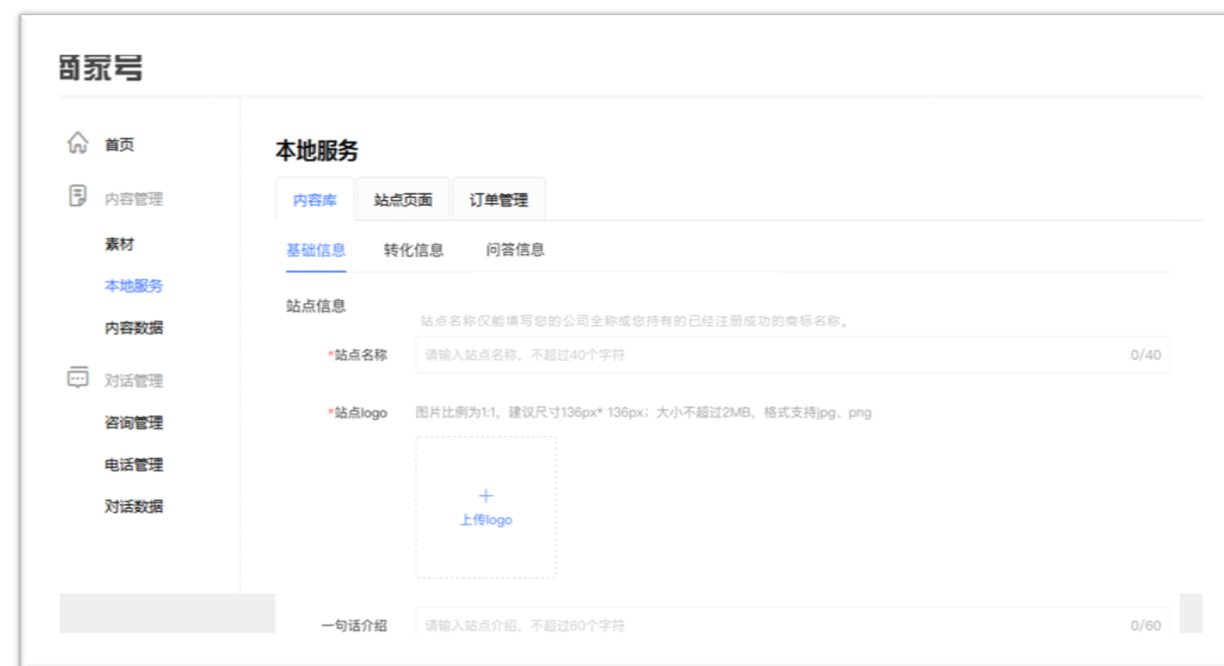 商家号
首页
内容管理
素材
本地服务
内容数据
对话管理
咨询管理
电话管理
对话数据
本地服务
内容库 站点页面 订单管理
基础信息 转化信息 问答信息
站点信息
站点名称仅能填写您的公司全称或您持有的已经注册成功的商标名称。
*站点名称 请输入站点名称，不超过40个字符 0/40
*站点logo 图片比例为1:1，建议尺寸136px* 136px；大小不超过2MB，格式支持jpg、png
上传logo
一句话介绍 请输入站点介绍，不超过60个字符 0/60